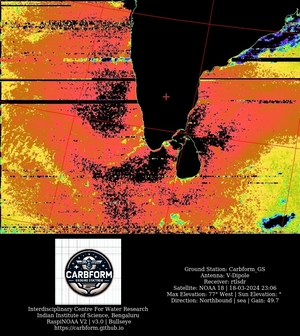 CARBFORM
Interdisciplinary Centre For Water Research
Indian Institute of Science, Bengaluru
RaspiNOAA V2 | v3.0 | Bullseye
https://carbform.github.io
Ground Station: Carbform_GS
Antenna: V-Dipole
Receiver: rtlsdr
Satellite: NOAA 18 | 18-03-2024 23:06
Max Elevation: 77° West | Sun Elevation: °
Direction: Northbound | sea | Gain: 49.7